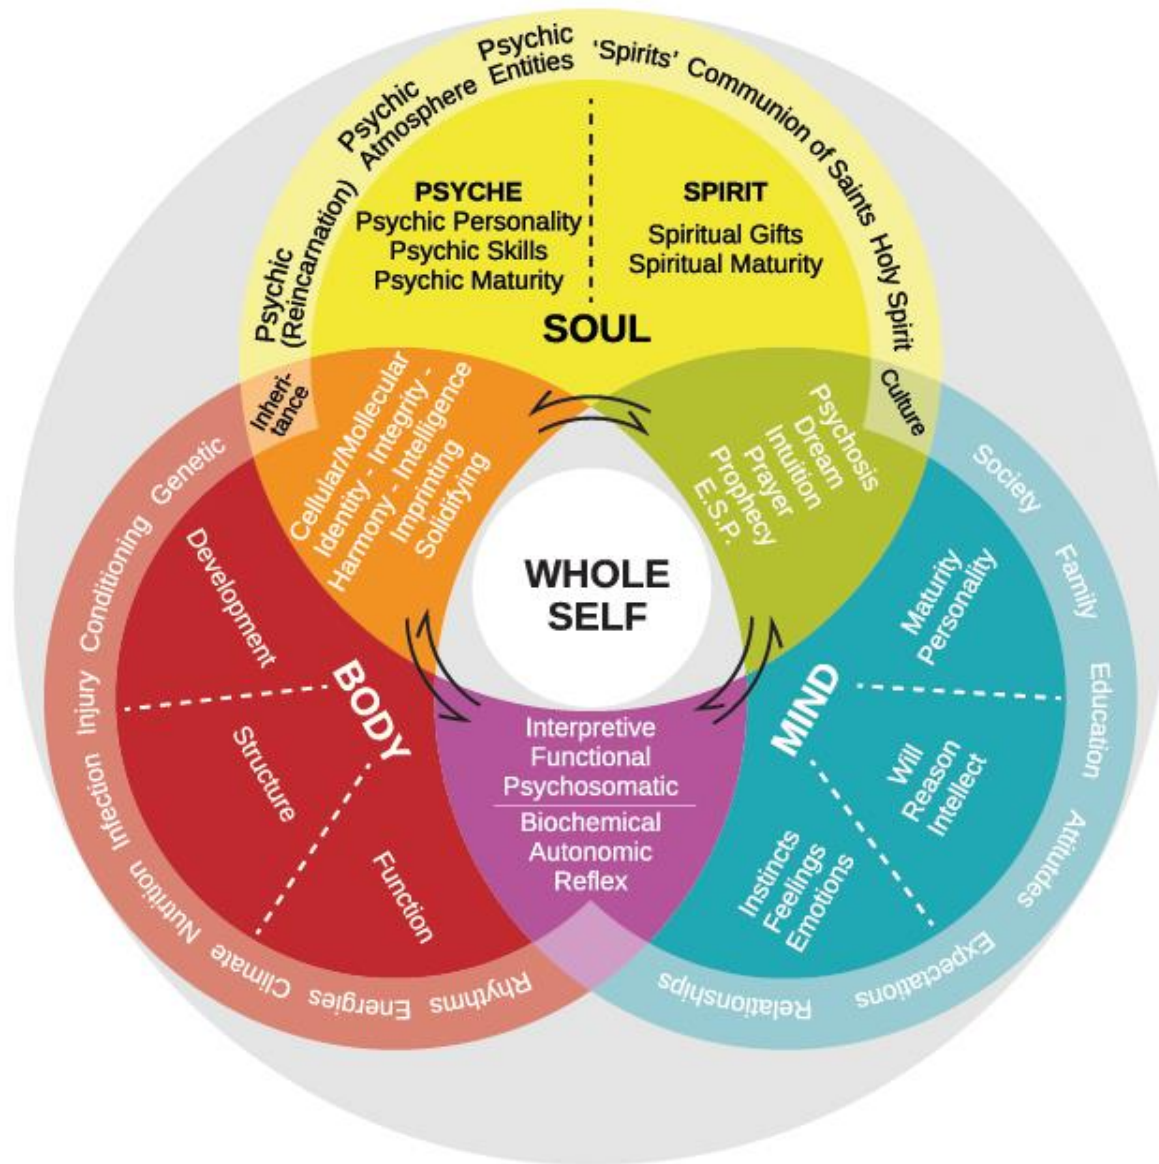 Psychic
Entities
'Spirits'
Communion of Saints
Holy Spirit
Psychic
Atmosphere
Psychic
(Reincarnation)
PSYCHE
Psychic Personality
Psychic Skills
Psychic Maturity
SPIRIT
Spiritual Gifts
Spiritual Maturity
SOUL
Inheri-
tance
Culture
Cellular/Mollecular
Identity - Integrity -
Harmony - Intelligence
Imprinting
Solidifying
Psychosis
Dream
Intuition
Prayer
Prophecy
E.S.P.
WHOLE
SELF
Genetic
Conditioning
Injury
Infection
Nutrition
Climate
Energies
Rhythms
Development
Structure
Function
BODY
Interpretive
Functional
Psychosomatic
Biochemical
Autonomic
Reflex
MIND
Maturity
Personality
Will
Reason
Intellect
Instincts
Feelings
Emotions
Society
Family
Education
Attitutdes
Expectations
Relationships